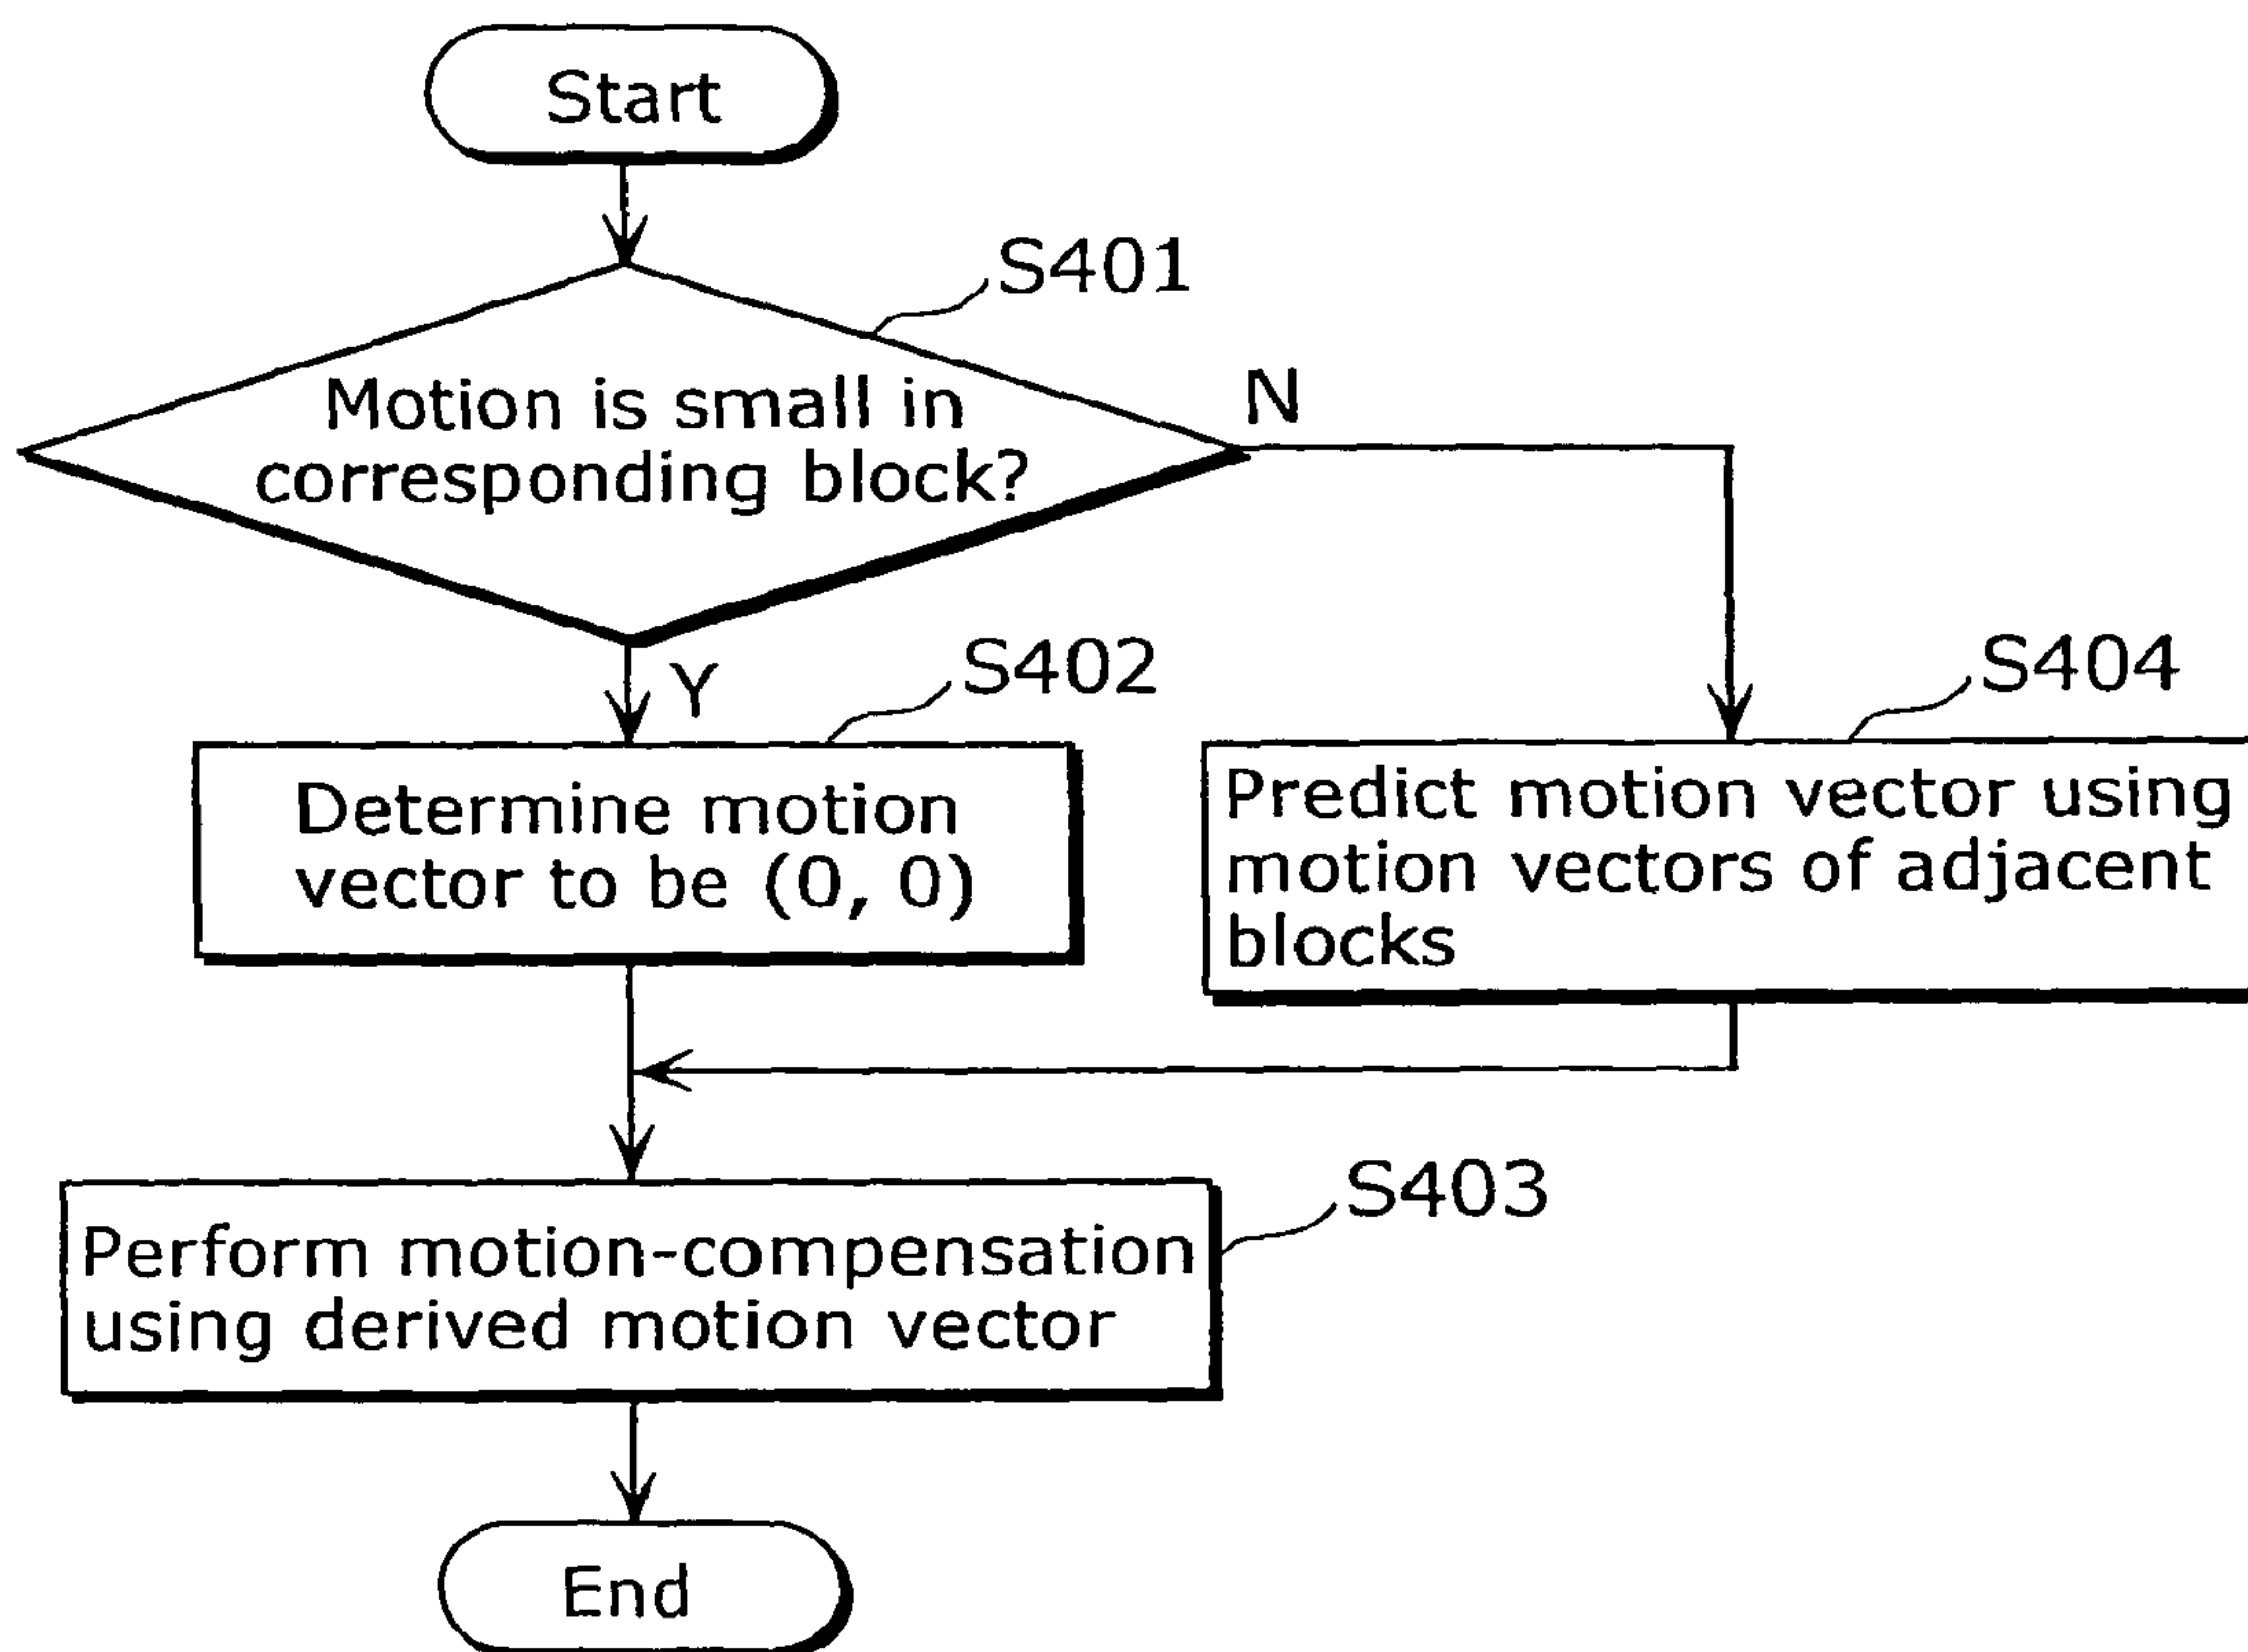 Start
S401
Motion is small in
corresponding block?
N
Y
S402
Determine motion
vector to be (0, 0)
S404
Predict motion vector using
motion vectors of adjacent
blocks
S403
Perform motion-compensation
using derived motion vector
End